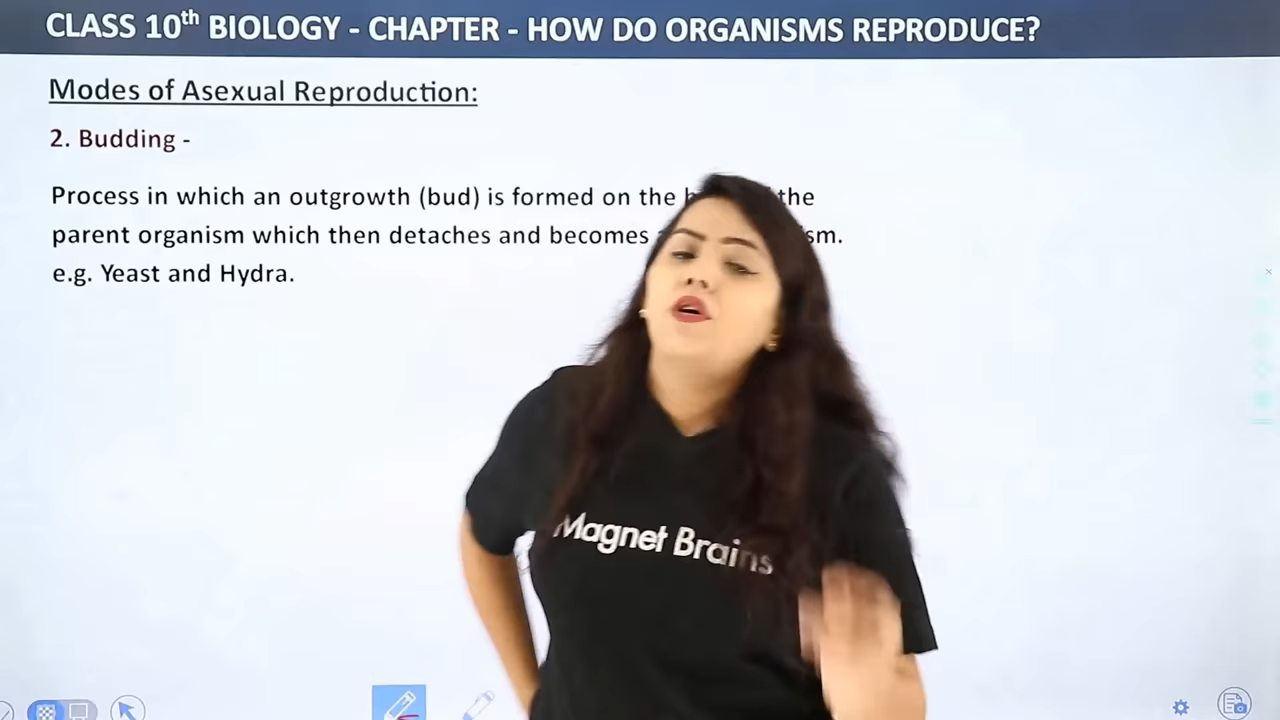 CLASS 10th BIOLOGY - CHAPTER - HOW DO ORGANISMS REPRODUCE?
Modes of Asexual Reproduction:
2. Budding -
Process in which an outgrowth (bud) is formed on the the
parent organism which then detaches and becomes
e.g. Yeast and Hydra.
Magnet Brains